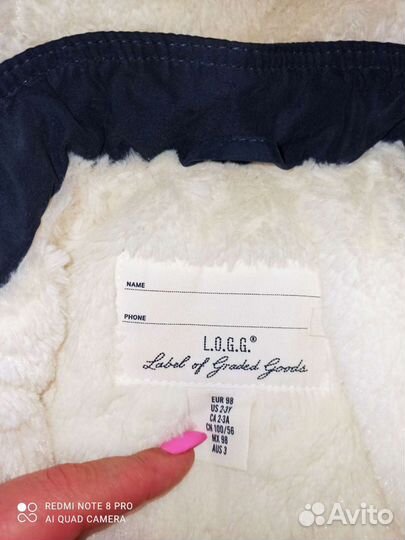 NAME
PHONE
L.O.G.G.®
Label of Graded Goods
EUR 98
US 2-3Y
CA 2-3A
CN 100/56
MX 98
AUS 3
REDMI NOTE 8 PRO
AI QUAD CAMERA
Avito